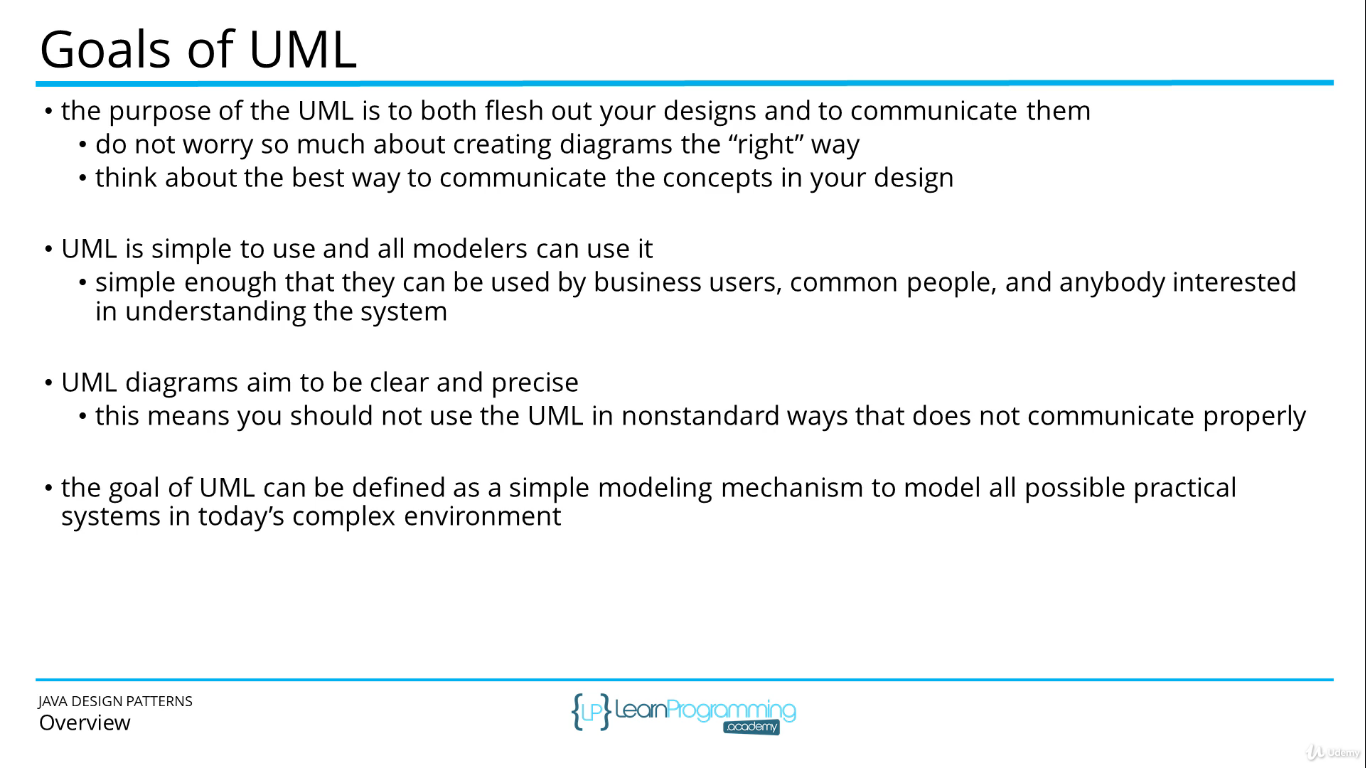 Goals of UML
• the purpose of the UML is to both flesh out your designs and to communicate them
• do not worry so much about creating diagrams the “right” way
• think about the best way to communicate the concepts in your design
• UML is simple to use and all modelers can use it
• simple enough that they can be used by business users, common people, and anybody interested
in understanding the system
• UML diagrams aim to be clear and precise
• this means you should not use the UML in nonstandard ways that does not communicate properly
• the goal of UML can be defined as a simple modeling mechanism to model all possible practical
systems in today’s complex environment
JAVA DESIGN PATTERNS
Overview
{LP} LearnProgramming
.academy
Udemy